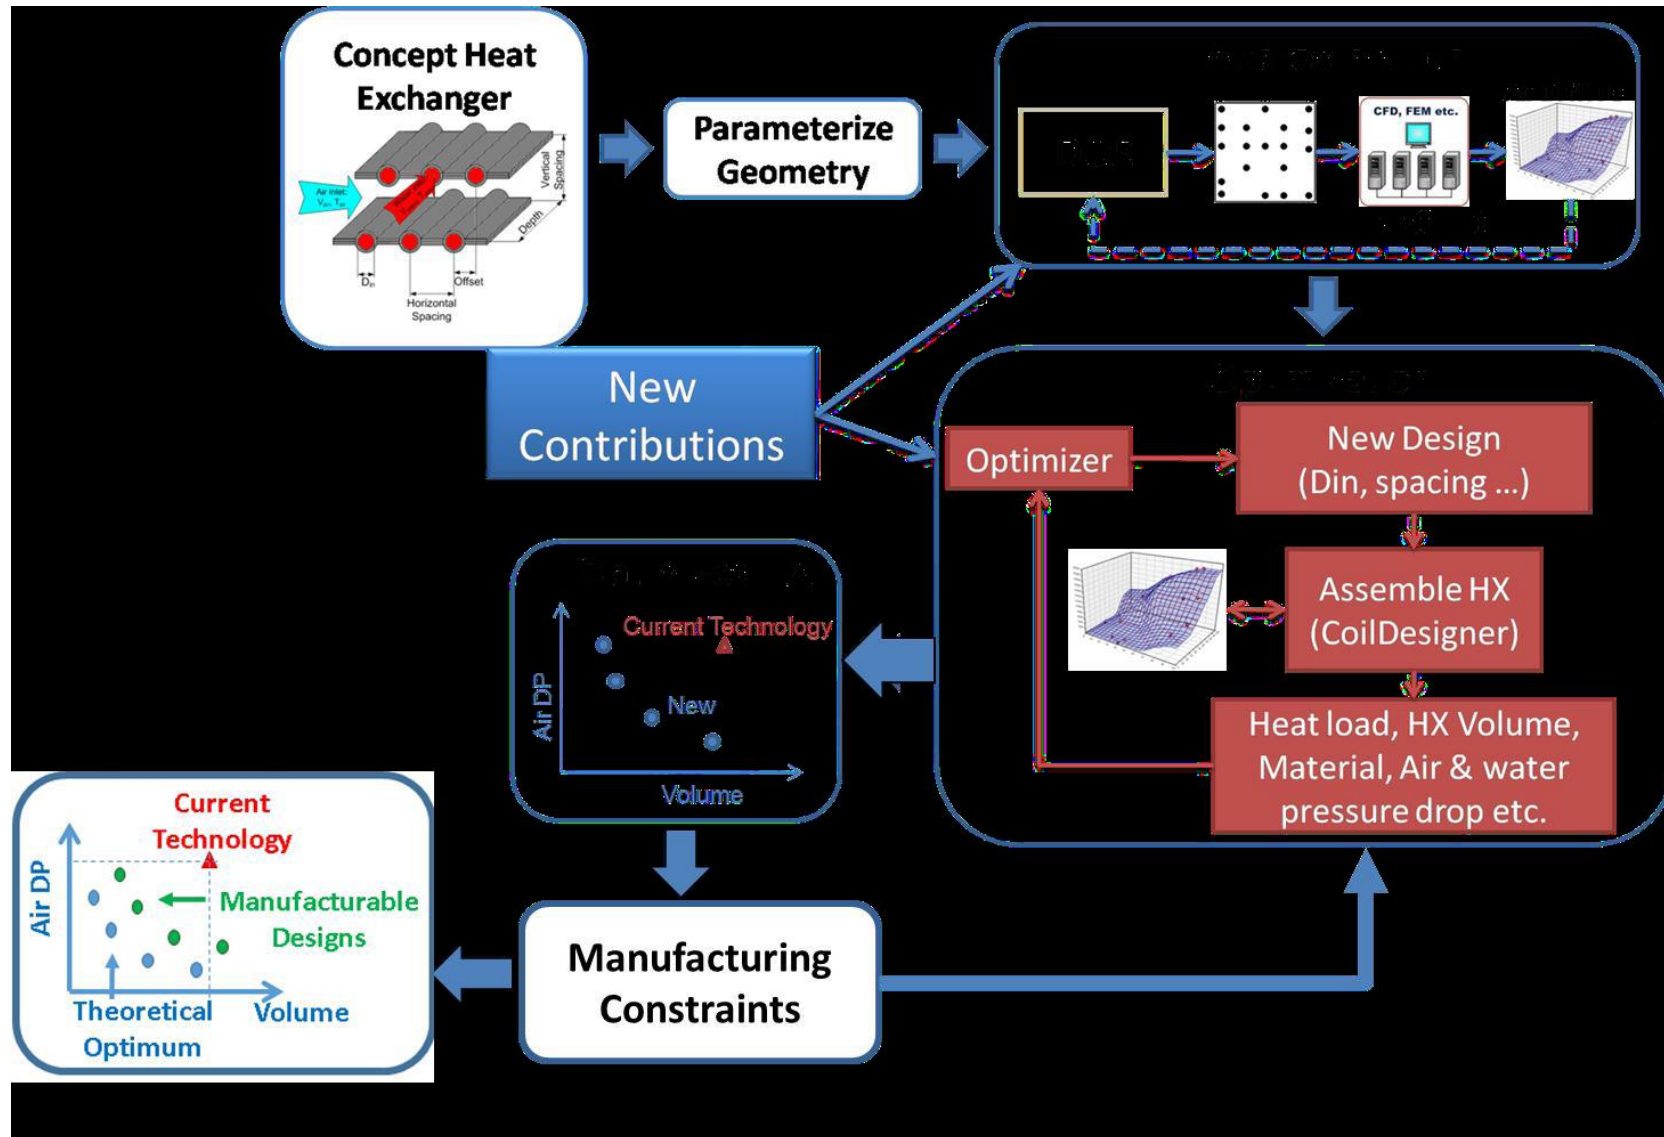 Concept Heat
Exchanger
Air inlet:
Vertical
Spacing
Depth
Din
Offset
Horizontal
Spacing
Parameterize
Geometry
CFD, FEM etc.
New
Contributions
Optimizer
New Design
(Din, spacing ...)
Assemble HX
(CoilDesigner)
Heat load, HX Volume,
Material, Air & water
pressure drop etc.
Current Technology
New
Air DP
Volume
Manufacturing
Constraints
Current
Technology
Manufacturable
Designs
Air DP
Theoretical
Optimum
Volume